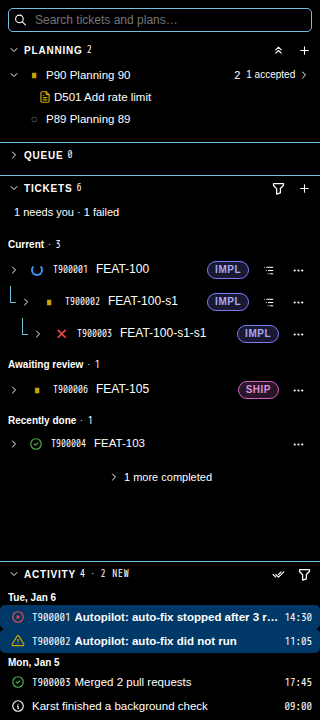 Search tickets and plans…
PLANNING 2
P90 Planning 90 2 1 accepted
D501 Add rate limit
P89 Planning 89
QUEUE 0
TICKETS 6
1 needs you · 1 failed
Current · 3
T900001 FEAT-100 IMPL
T900002 FEAT-100-s1 IMPL
T900003 FEAT-100-s1-s1 IMPL
Awaiting review · 1
T900006 FEAT-105 SHIP
Recently done · 1
T900004 FEAT-103
1 more completed
ACTIVITY 4 · 2 NEW
Tue, Jan 6
T900001 Autopilot: auto-fix stopped after 3 r… 14:30
T900002 Autopilot: auto-fix did not run 11:05
Mon, Jan 5
T900003 Merged 2 pull requests 17:45
Karst finished a background check 09:00